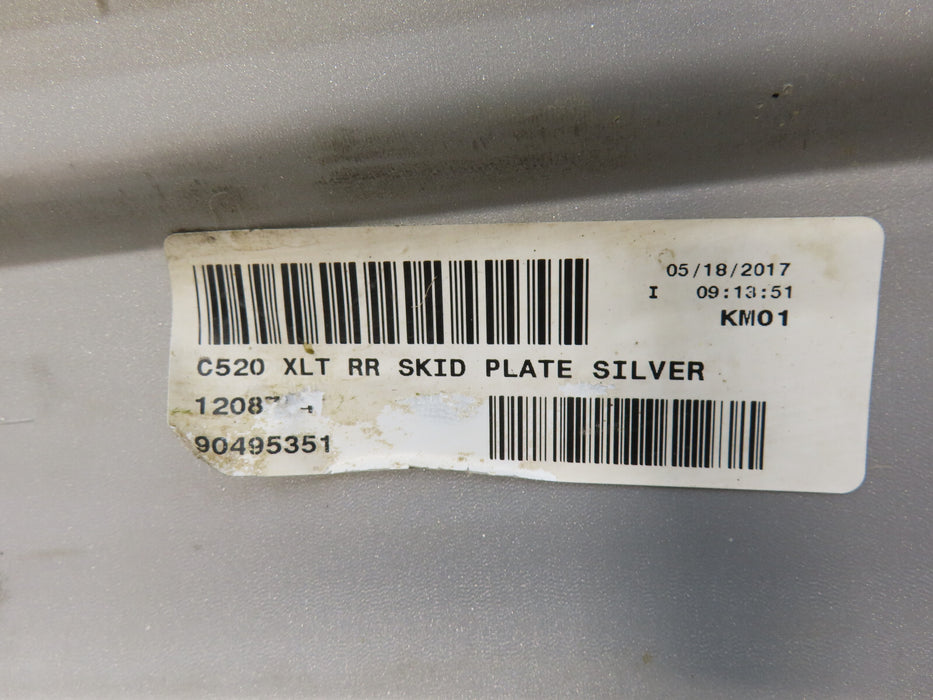 05/18/2017
I 09:13:51
KM01
C520 XLT RR SKID PLATE SILVER
90495351